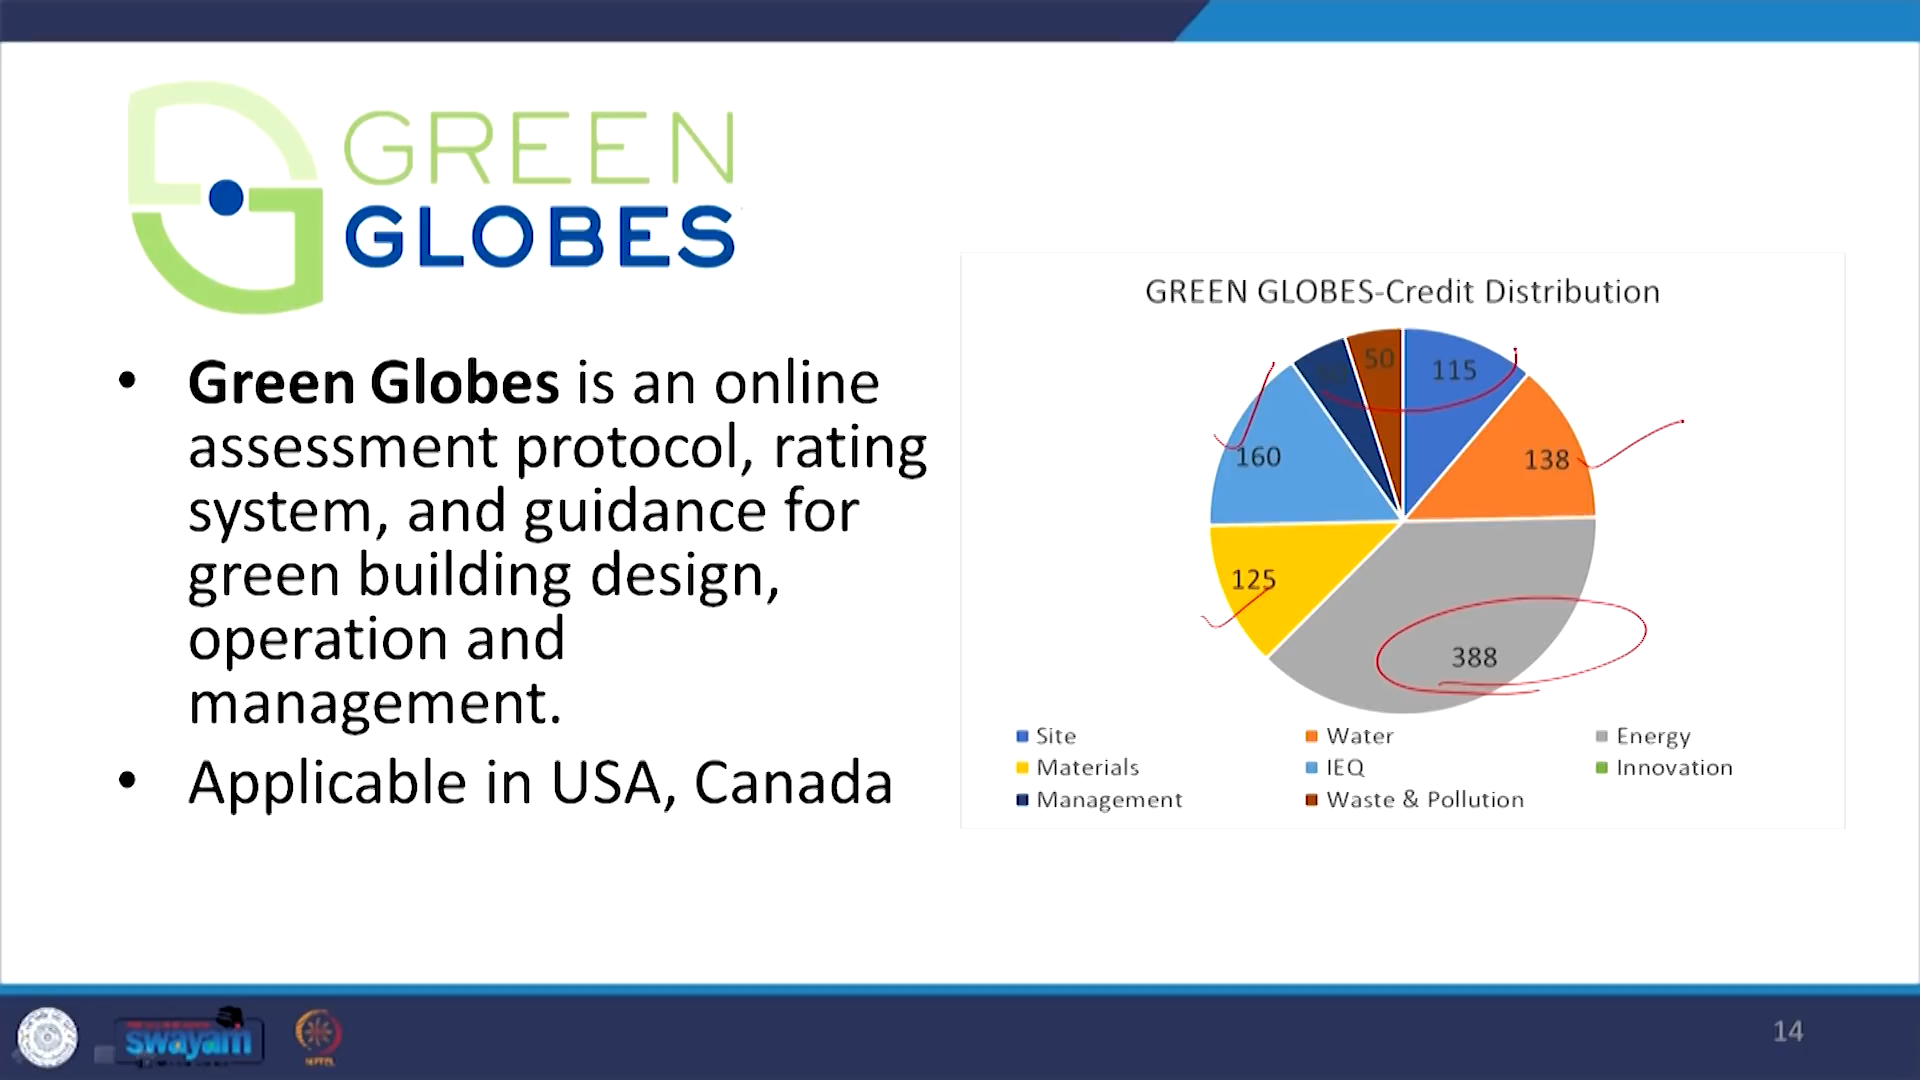 GREEN
GLOBES
• Green Globes is an online
assessment protocol, rating
system, and guidance for
green building design,
operation and
management.
• Applicable in USA, Canada
GREEN GLOBES-Credit Distribution
50
115
160
138
125
388
Site
Water
Energy
Materials
IEQ
Innovation
Management
Waste & Pollution
swayam
14